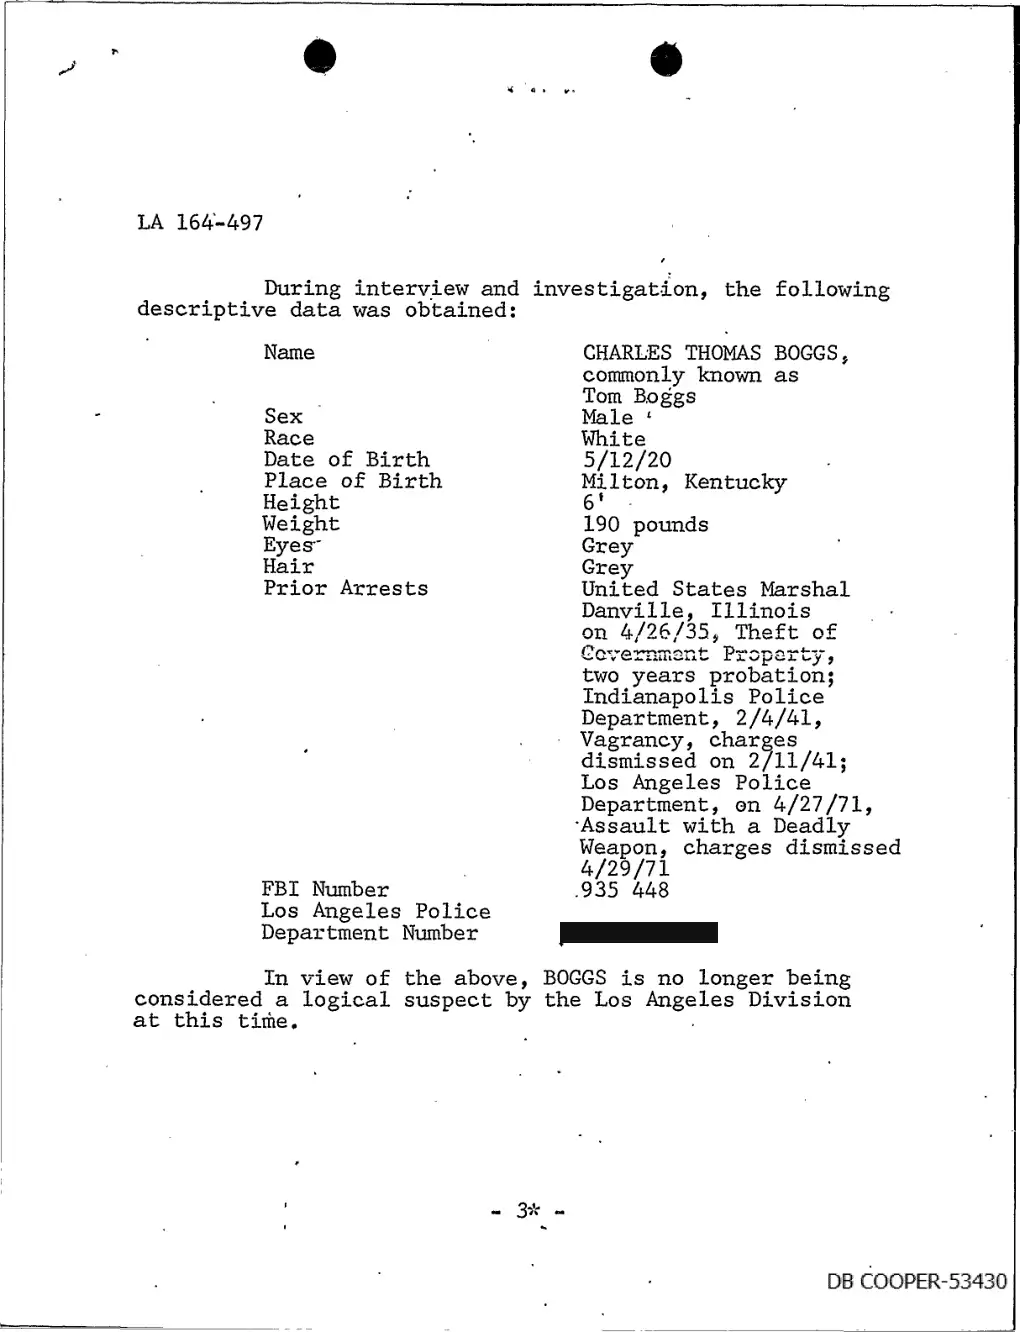 LA 164-497
During interview and investigation, the following
descriptive data was obtained:
Name CHARLES THOMAS BOGGS,
commonly known as
Tom Boggs
Sex Male
Race White
Date of Birth 5/12/20
Place of Birth Milton, Kentucky
Height 6'
Weight 190 pounds
Eyes Grey
Hair Grey
Prior Arrests United States Marshal
Danville, Illinois
on 4/26/35, Theft of
Government Property,
two years probation;
Indianapolis Police
Department, 2/4/41,
Vagrancy, charges
dismissed on 2/11/41;
Los Angeles Police
Department, on 4/27/71,
Assault with a Deadly
Weapon, charges dismissed
4/29/71
FBI Number 935 448
Los Angeles Police
Department Number
In view of the above, BOGGS is no longer being
considered a logical suspect by the Los Angeles Division
at this time.
- 3* -
DB COOPER-53430